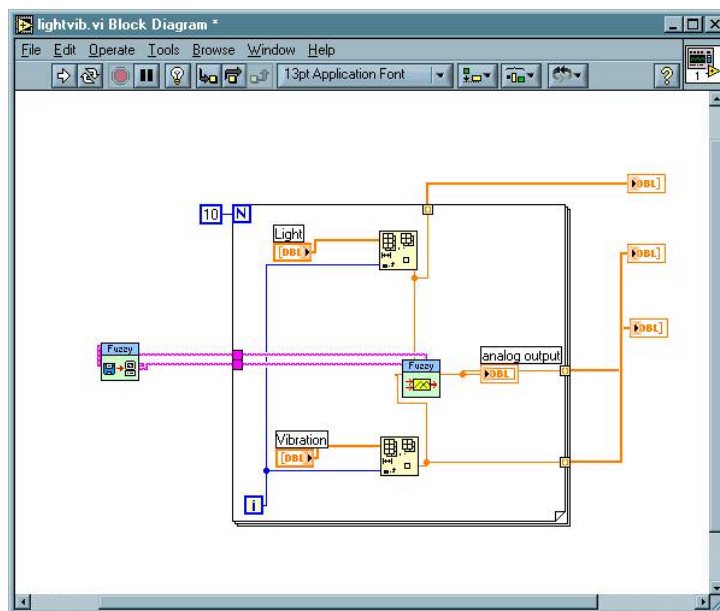 lightvib.vi Block Diagram *
File Edit Operate Tools Browse Window Help
13pt Application Font
?
1
DBL]
10 N
Light
[DBL
DBL]
DBL]
Fuzzy
analog output
Fuzzy
DBL
Vibration
[DBL
i